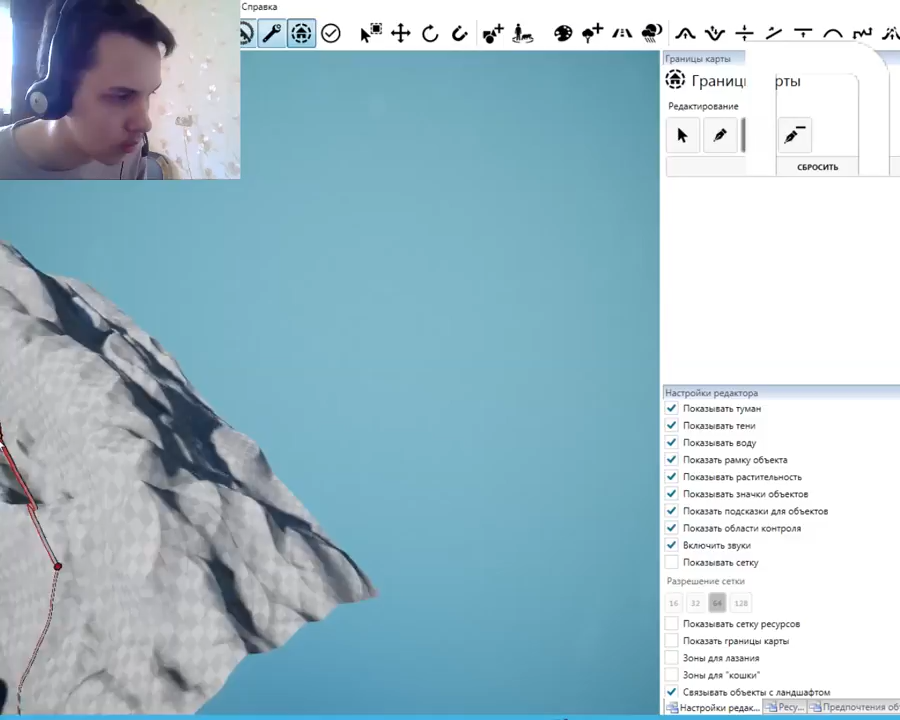 Справка
Границы карты
Границ рты
Редактирование
СБРОСИТЬ
Настройки редактора
Показывать туман
Показывать тени
Показывать воду
Показать рамку объекта
Показывать растительность
Показывать значки объектов
Показать подсказки для объектов
Показать области контроля
Включить звуки
Показывать сетку
Разрешение сетки
16 32 64 128
Показывать сетку ресурсов
Показать границы карты
Зоны для лазания
Зоны для "кошки"
Связывать объекты с ландшафтом
Настройки редак... Ресу... Предпочтения об